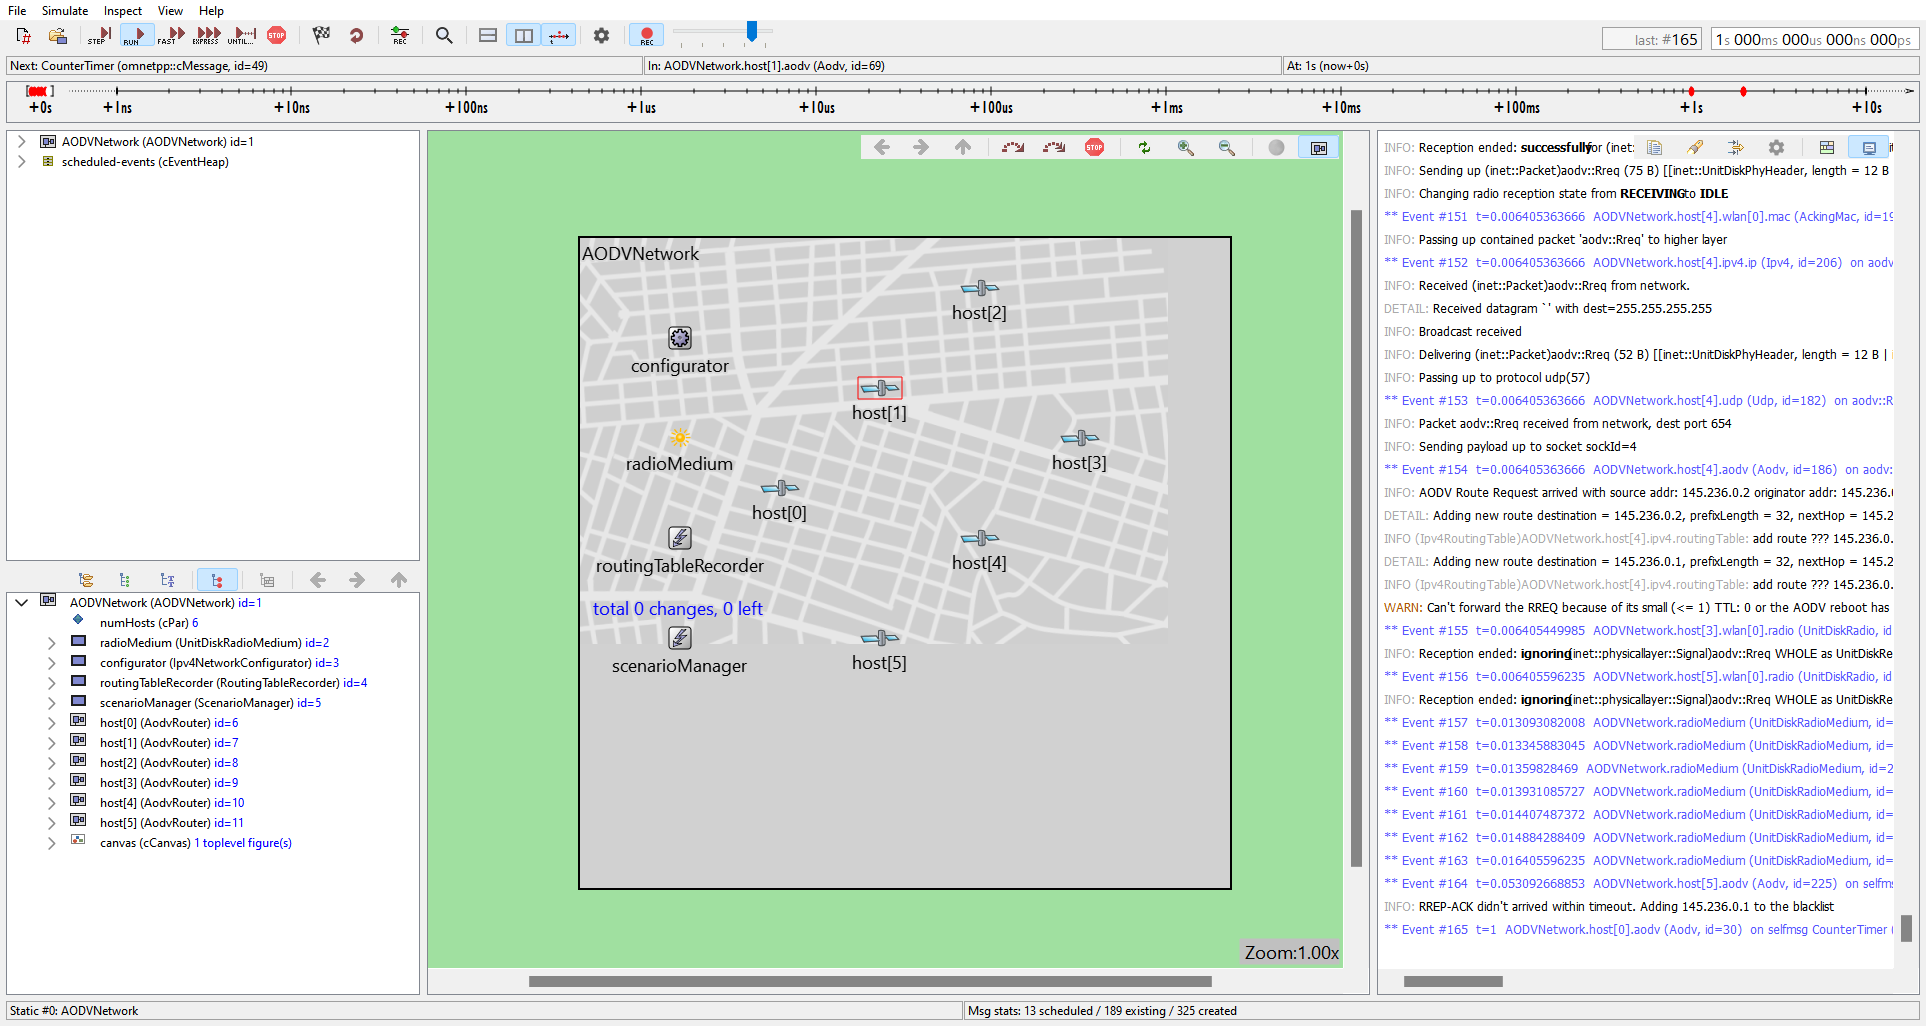 File Simulate Inspect View Help
STEP RUN FAST EXPRESS UNTIL... STOP REC REC
last: #165 1s 000ms 000us 000ns 000ps
Next: CounterTimer (omnetpp::cMessage, id=49) In: AODVNetwork.host[1].aodv (Aodv, id=69) At: 1s (now+0s)
+0s +1ns +10ns +100ns +1us +10us +100us +1ms +10ms +100ms +1s +10s
AODVNetwork (AODVNetwork) id=1
scheduled-events (cEventHeap)
AODVNetwork (AODVNetwork) id=1
numHosts (cPar) 6
radioMedium (UnitDiskRadioMedium) id=2
configurator (Ipv4NetworkConfigurator) id=3
routingTableRecorder (RoutingTableRecorder) id=4
scenarioManager (ScenarioManager) id=5
host[0] (AodvRouter) id=6
host[1] (AodvRouter) id=7
host[2] (AodvRouter) id=8
host[3] (AodvRouter) id=9
host[4] (AodvRouter) id=10
host[5] (AodvRouter) id=11
canvas (cCanvas) 1 toplevel figure(s)
STOP
AODVNetwork
host[2]
configurator
host[1]
radioMedium
host[3]
host[0]
routingTableRecorder
host[4]
total 0 changes, 0 left
scenarioManager
host[5]
Zoom:1.00x
INFO: Reception ended: successfully for (inet:
INFO: Sending up (inet::Packet)aodv::Rreq (75 B) [[inet::UnitDiskPhyHeader, length = 12 B
INFO: Changing radio reception state from RECEIVING to IDLE
** Event #151 t=0.006405363666 AODVNetwork.host[4].wlan[0].mac (AckingMac, id=19
INFO: Passing up contained packet 'aodv::Rreq' to higher layer
** Event #152 t=0.006405363666 AODVNetwork.host[4].ipv4.ip (Ipv4, id=206) on aodv
INFO: Received (inet::Packet)aodv::Rreq from network.
DETAIL: Received datagram `' with dest=255.255.255.255
INFO: Broadcast received
INFO: Delivering (inet::Packet)aodv::Rreq (52 B) [[inet::UnitDiskPhyHeader, length = 12 B |
INFO: Passing up to protocol udp(57)
** Event #153 t=0.006405363666 AODVNetwork.host[4].udp (Udp, id=182) on aodv::R
INFO: Packet aodv::Rreq received from network, dest port 654
INFO: Sending payload up to socket sockId=4
** Event #154 t=0.006405363666 AODVNetwork.host[4].aodv (Aodv, id=186) on aodv:
INFO: AODV Route Request arrived with source addr: 145.236.0.2 originator addr: 145.236.
DETAIL: Adding new route destination = 145.236.0.2, prefixLength = 32, nextHop = 145.2
INFO (Ipv4RoutingTable)AODVNetwork.host[4].ipv4.routingTable: add route ??? 145.236.0.
DETAIL: Adding new route destination = 145.236.0.1, prefixLength = 32, nextHop = 145.2
INFO (Ipv4RoutingTable)AODVNetwork.host[4].ipv4.routingTable: add route ??? 145.236.0.
WARN: Can't forward the RREQ because of its small (<= 1) TTL: 0 or the AODV reboot has
** Event #155 t=0.006405449985 AODVNetwork.host[3].wlan[0].radio (UnitDiskRadio, id
INFO: Reception ended: ignoring (inet::physicallayer::Signal)aodv::Rreq WHOLE as UnitDiskRe
** Event #156 t=0.006405596235 AODVNetwork.host[5].wlan[0].radio (UnitDiskRadio, id
INFO: Reception ended: ignoring (inet::physicallayer::Signal)aodv::Rreq WHOLE as UnitDiskRe
** Event #157 t=0.013093082008 AODVNetwork.radioMedium (UnitDiskRadioMedium, id=
** Event #158 t=0.013345883045 AODVNetwork.radioMedium (UnitDiskRadioMedium, id=
** Event #159 t=0.01359828469 AODVNetwork.radioMedium (UnitDiskRadioMedium, id=2
** Event #160 t=0.013931085727 AODVNetwork.radioMedium (UnitDiskRadioMedium, id=
** Event #161 t=0.014407487372 AODVNetwork.radioMedium (UnitDiskRadioMedium, id=
** Event #162 t=0.014884288409 AODVNetwork.radioMedium (UnitDiskRadioMedium, id=
** Event #163 t=0.016405596235 AODVNetwork.radioMedium (UnitDiskRadioMedium, id=
** Event #164 t=0.053092668853 AODVNetwork.host[5].aodv (Aodv, id=225) on selfms
INFO: RREP-ACK didn't arrived within timeout. Adding 145.236.0.1 to the blacklist
** Event #165 t=1 AODVNetwork.host[0].aodv (Aodv, id=30) on selfmsg CounterTimer (
Static #0: AODVNetwork Msg stats: 13 scheduled / 189 existing / 325 created